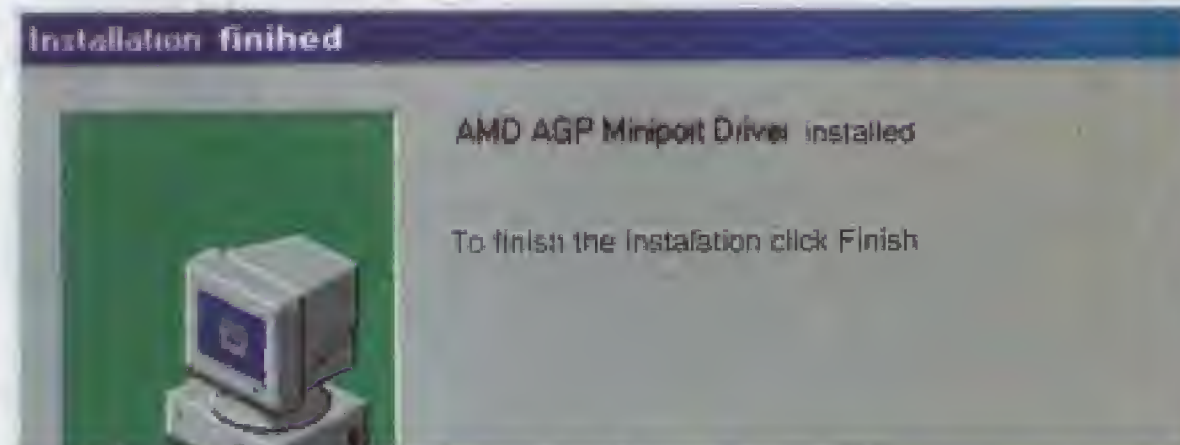 Installation finihed
AMD AGP Miniport Driver installed
To finish the instalation click Finish